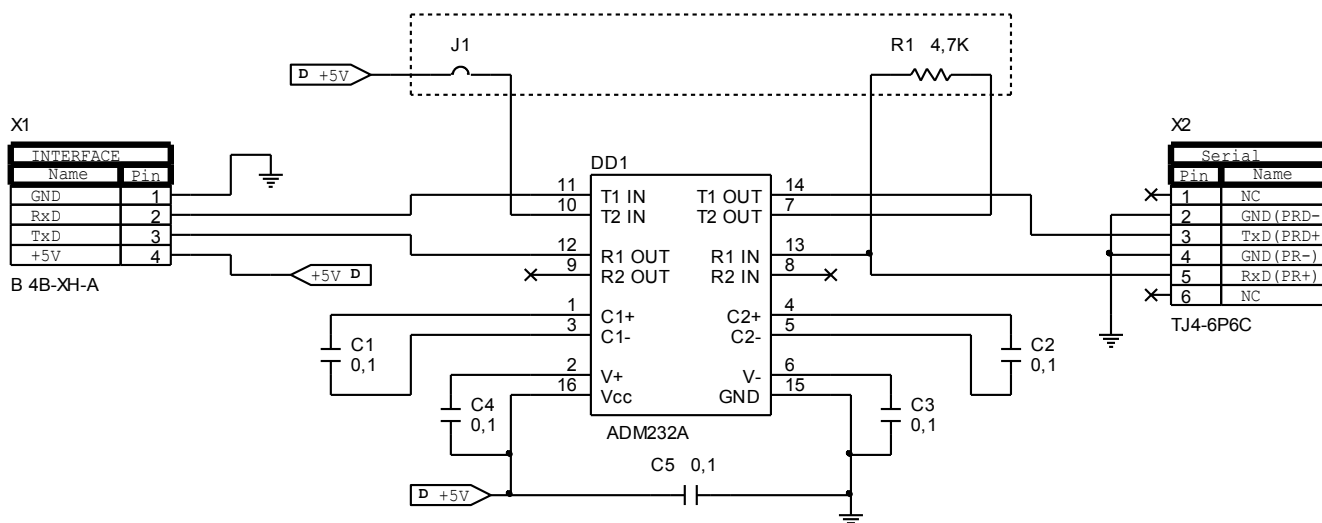 J1
R1 4,7K
D +5V
X1
INTERFACE
Name Pin
GND 1
RxD 2
TxD 3
+5V 4
B 4B-XH-A
+5V D
DD1
ADM232A
11 T1 IN T1 OUT 14
10 T2 IN T2 OUT 7
12 R1 OUT R1 IN 13
9 R2 OUT R2 IN 8
1 C1+ C2+ 4
3 C1- C2- 5
2 V+ V- 6
16 Vcc GND 15
C1
0,1
C4
0,1
C2
0,1
C3
0,1
C5 0,1
D +5V
X2
Serial
Pin Name
1 NC
2 GND(PRD-
3 TxD(PRD+
4 GND(PR-)
5 RxD(PR+)
6 NC
TJ4-6P6C